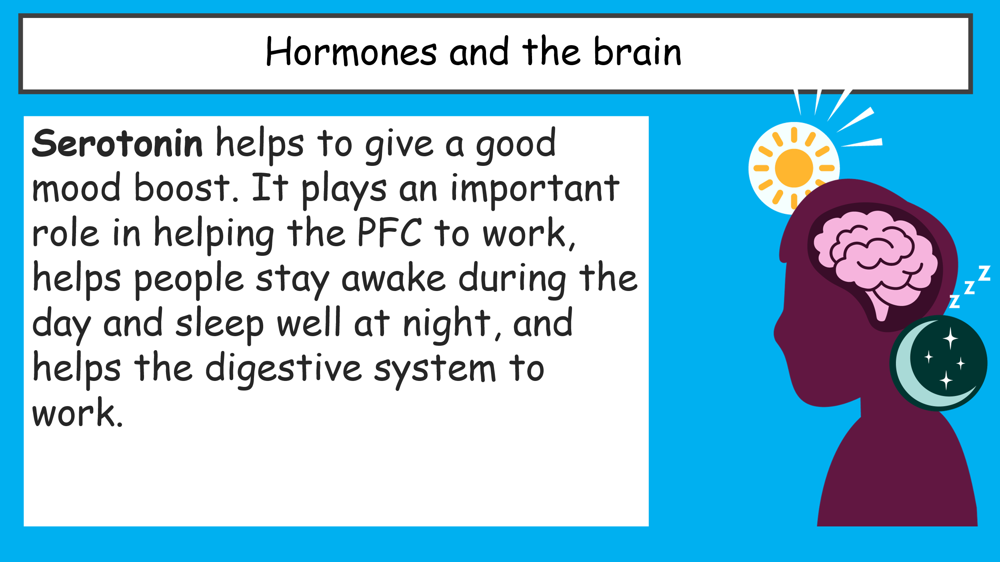 Hormones and the brain
Serotonin helps to give a good
mood boost. It plays an important
role in helping the PFC to work,
helps people stay awake during the
day and sleep well at night, and
helps the digestive system to
work.
z
z
z